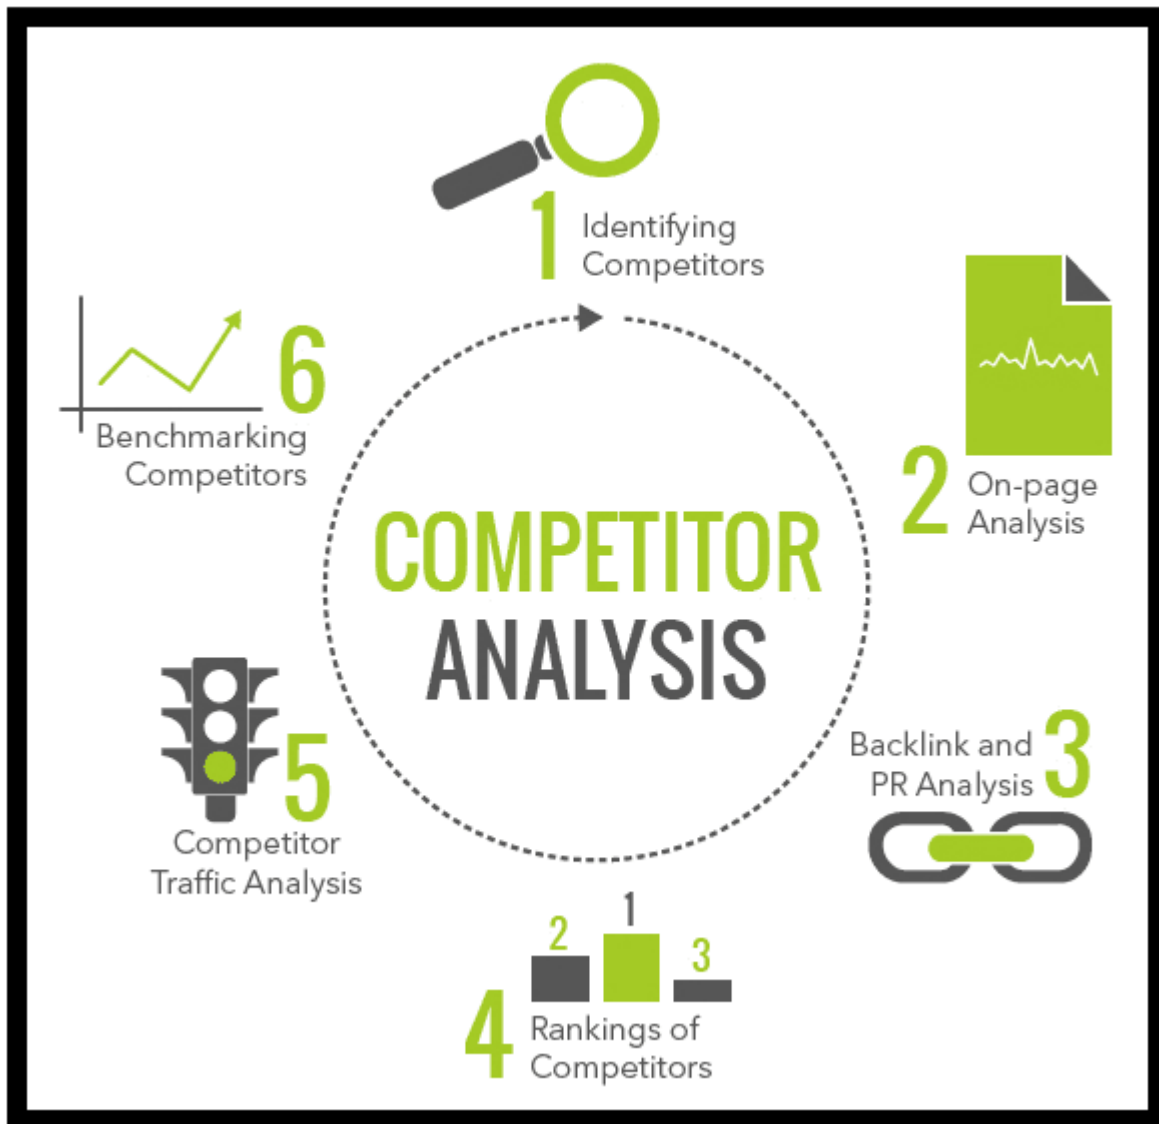 1
Identifying
Competitors
2
On-page
Analysis
Backlink and
PR Analysis
3
2
1
3
4
Rankings of
Competitors
5
Competitor
Traffic Analysis
6
Benchmarking
Competitors
COMPETITOR
ANALYSIS